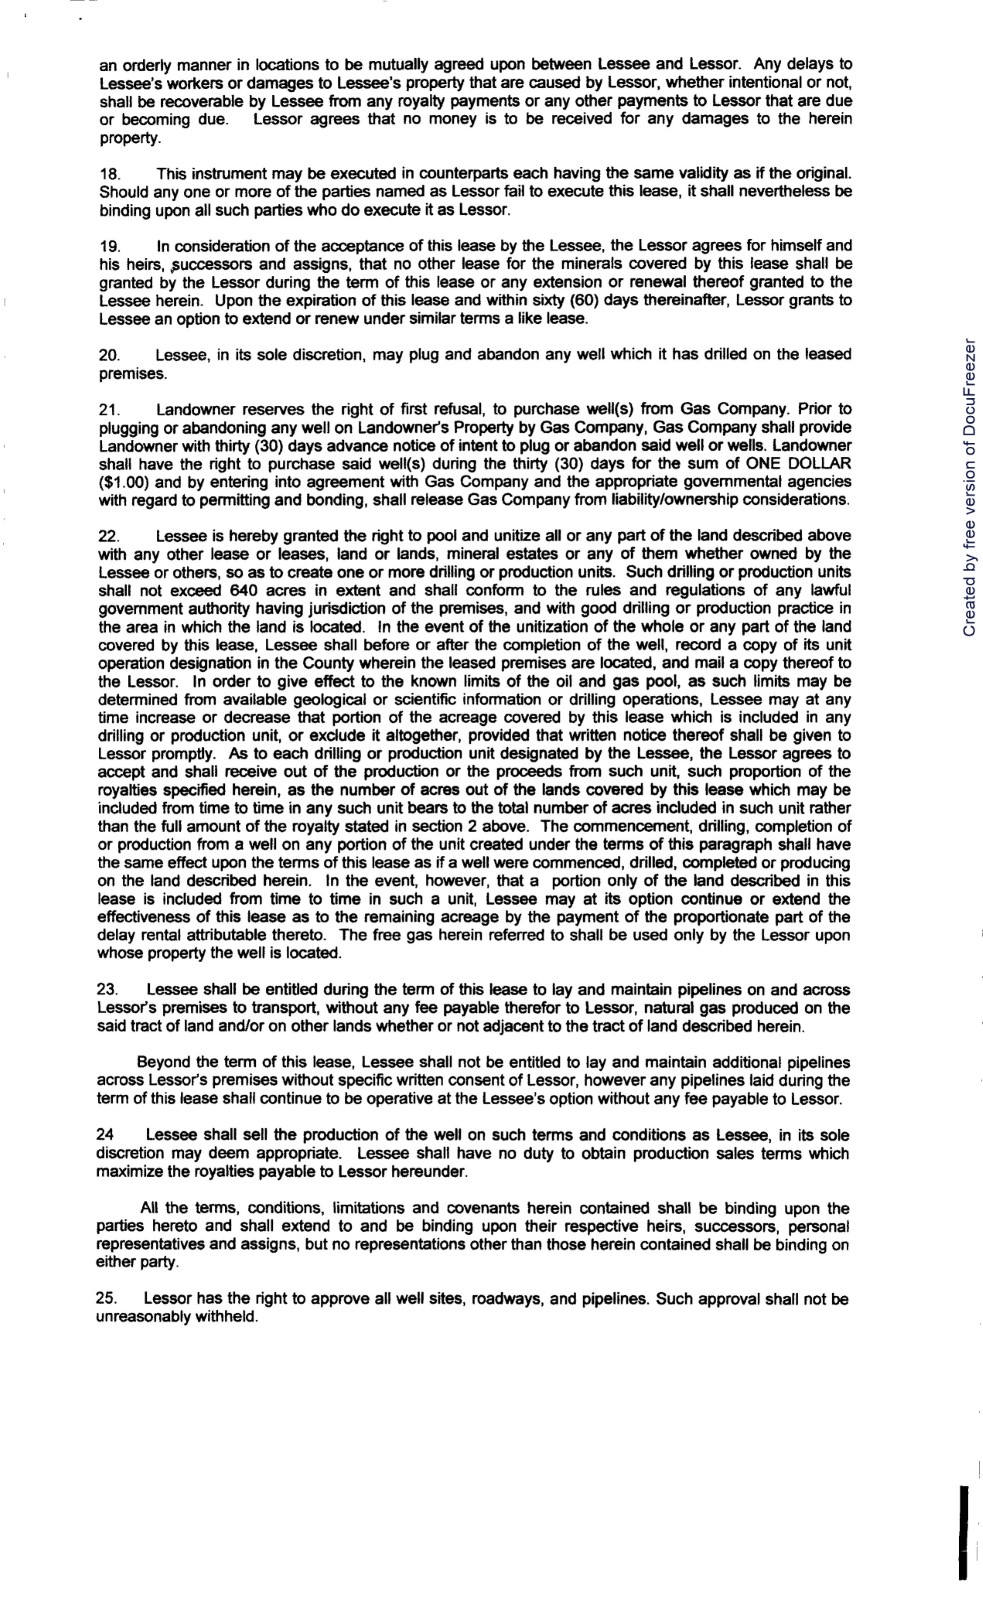 an orderly manner in locations to be mutually agreed upon between Lessee and Lessor. Any delays to
Lessee's workers or damages to Lessee's property that are caused by Lessor, whether intentional or not,
shall be recoverable by Lessee from any royalty payments or any other payments to Lessor that are due
or becoming due. Lessor agrees that no money is to be received for any damages to the herein
property.
18. This instrument may be executed in counterparts each having the same validity as if the original.
Should any one or more of the parties named as Lessor fail to execute this lease, it shall nevertheless be
binding upon all such parties who do execute it as Lessor.
19. In consideration of the acceptance of this lease by the Lessee, the Lessor agrees for himself and
his heirs, successors and assigns, that no other lease for the minerals covered by this lease shall be
granted by the Lessor during the term of this lease or any extension or renewal thereof granted to the
Lessee herein. Upon the expiration of this lease and within sixty (60) days thereinafter, Lessor grants to
Lessee an option to extend or renew under similar terms a like lease.
20. Lessee, in its sole discretion, may plug and abandon any well which it has drilled on the leased
premises.
21. Landowner reserves the right of first refusal, to purchase well(s) from Gas Company. Prior to
plugging or abandoning any well on Landowner's Property by Gas Company, Gas Company shall provide
Landowner with thirty (30) days advance notice of intent to plug or abandon said well or wells. Landowner
shall have the right to purchase said well(s) during the thirty (30) days for the sum of ONE DOLLAR
($1.00) and by entering into agreement with Gas Company and the appropriate governmental agencies
with regard to permitting and bonding, shall release Gas Company from liability/ownership considerations.
22. Lessee is hereby granted the right to pool and unitize all or any part of the land described above
with any other lease or leases, land or lands, mineral estates or any of them whether owned by the
Lessee or others, so as to create one or more drilling or production units. Such drilling or production units
shall not exceed 640 acres in extent and shall conform to the rules and regulations of any lawful
government authority having jurisdiction of the premises, and with good drilling or production practice in
the area in which the land is located. In the event of the unitization of the whole or any part of the land
covered by this lease, Lessee shall before or after the completion of the well, record a copy of its unit
operation designation in the County wherein the leased premises are located, and mail a copy thereof to
the Lessor. In order to give effect to the known limits of the oil and gas pool, as such limits may be
determined from available geological or scientific information or drilling operations, Lessee may at any
time increase or decrease that portion of the acreage covered by this lease which is included in any
drilling or production unit, or exclude it altogether, provided that written notice thereof shall be given to
Lessor promptly. As to each drilling or production unit designated by the Lessee, the Lessor agrees to
accept and shall receive out of the production or the proceeds from such unit, such proportion of the
royalties specified herein, as the number of acres out of the lands covered by this lease which may be
included from time to time in any such unit bears to the total number of acres included in such unit rather
than the full amount of the royalty stated in section 2 above. The commencement, drilling, completion of
or production from a well on any portion of the unit created under the terms of this paragraph shall have
the same effect upon the terms of this lease as if a well were commenced, drilled, completed or producing
on the land described herein. In the event, however, that a portion only of the land described in this
lease is included from time to time in such a unit, Lessee may at its option continue or extend the
effectiveness of this lease as to the remaining acreage by the payment of the proportionate part of the
delay rental attributable thereto. The free gas herein referred to shall be used only by the Lessor upon
whose property the well is located.
23. Lessee shall be entitled during the term of this lease to lay and maintain pipelines on and across
Lessor's premises to transport, without any fee payable therefor to Lessor, natural gas produced on the
said tract of land and/or on other lands whether or not adjacent to the tract of land described herein.
Beyond the term of this lease, Lessee shall not be entitled to lay and maintain additional pipelines
across Lessor's premises without specific written consent of Lessor, however any pipelines laid during the
term of this lease shall continue to be operative at the Lessee's option without any fee payable to Lessor.
24 Lessee shall sell the production of the well on such terms and conditions as Lessee, in its sole
discretion may deem appropriate. Lessee shall have no duty to obtain production sales terms which
maximize the royalties payable to Lessor hereunder.
All the terms, conditions, limitations and covenants herein contained shall be binding upon the
parties hereto and shall extend to and be binding upon their respective heirs, successors, personal
representatives and assigns, but no representations other than those herein contained shall be binding on
either party.
25. Lessor has the right to approve all well sites, roadways, and pipelines. Such approval shall not be
unreasonably withheld.
Created by free version of DocuFreezer